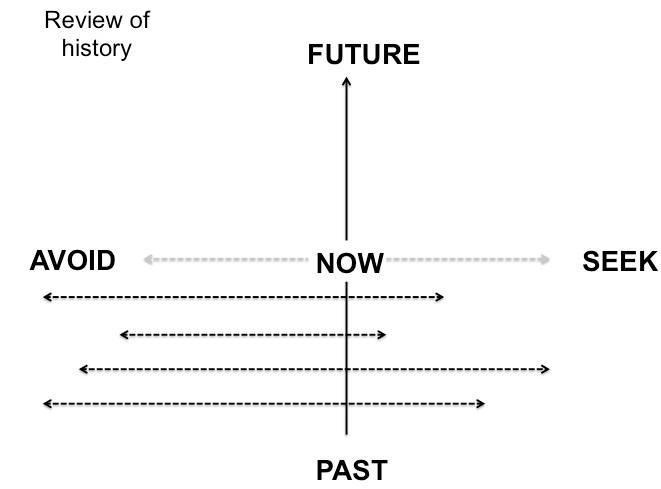 Review of
history
FUTURE
AVOID
NOW
SEEK
PAST